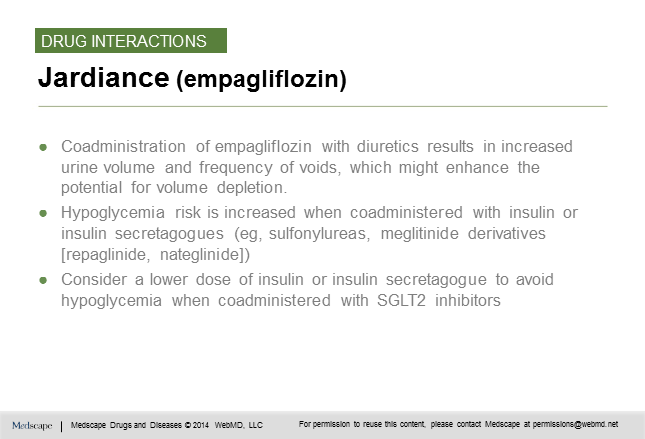 DRUG INTERACTIONS
Jardiance (empagliflozin)
● Coadministration of empagliflozin with diuretics results in increased
urine volume and frequency of voids, which might enhance the
potential for volume depletion.
● Hypoglycemia risk is increased when coadministered with insulin or
insulin secretagogues (eg, sulfonylureas, meglitinide derivatives
[repaglinide, nateglinide])
● Consider a lower dose of insulin or insulin secretagogue to avoid
hypoglycemia when coadministered with SGLT2 inhibitors
Medscape | Medscape Drugs and Diseases © 2014 WebMD, LLC For permission to reuse this content, please contact Medscape at permissions@webmd.net